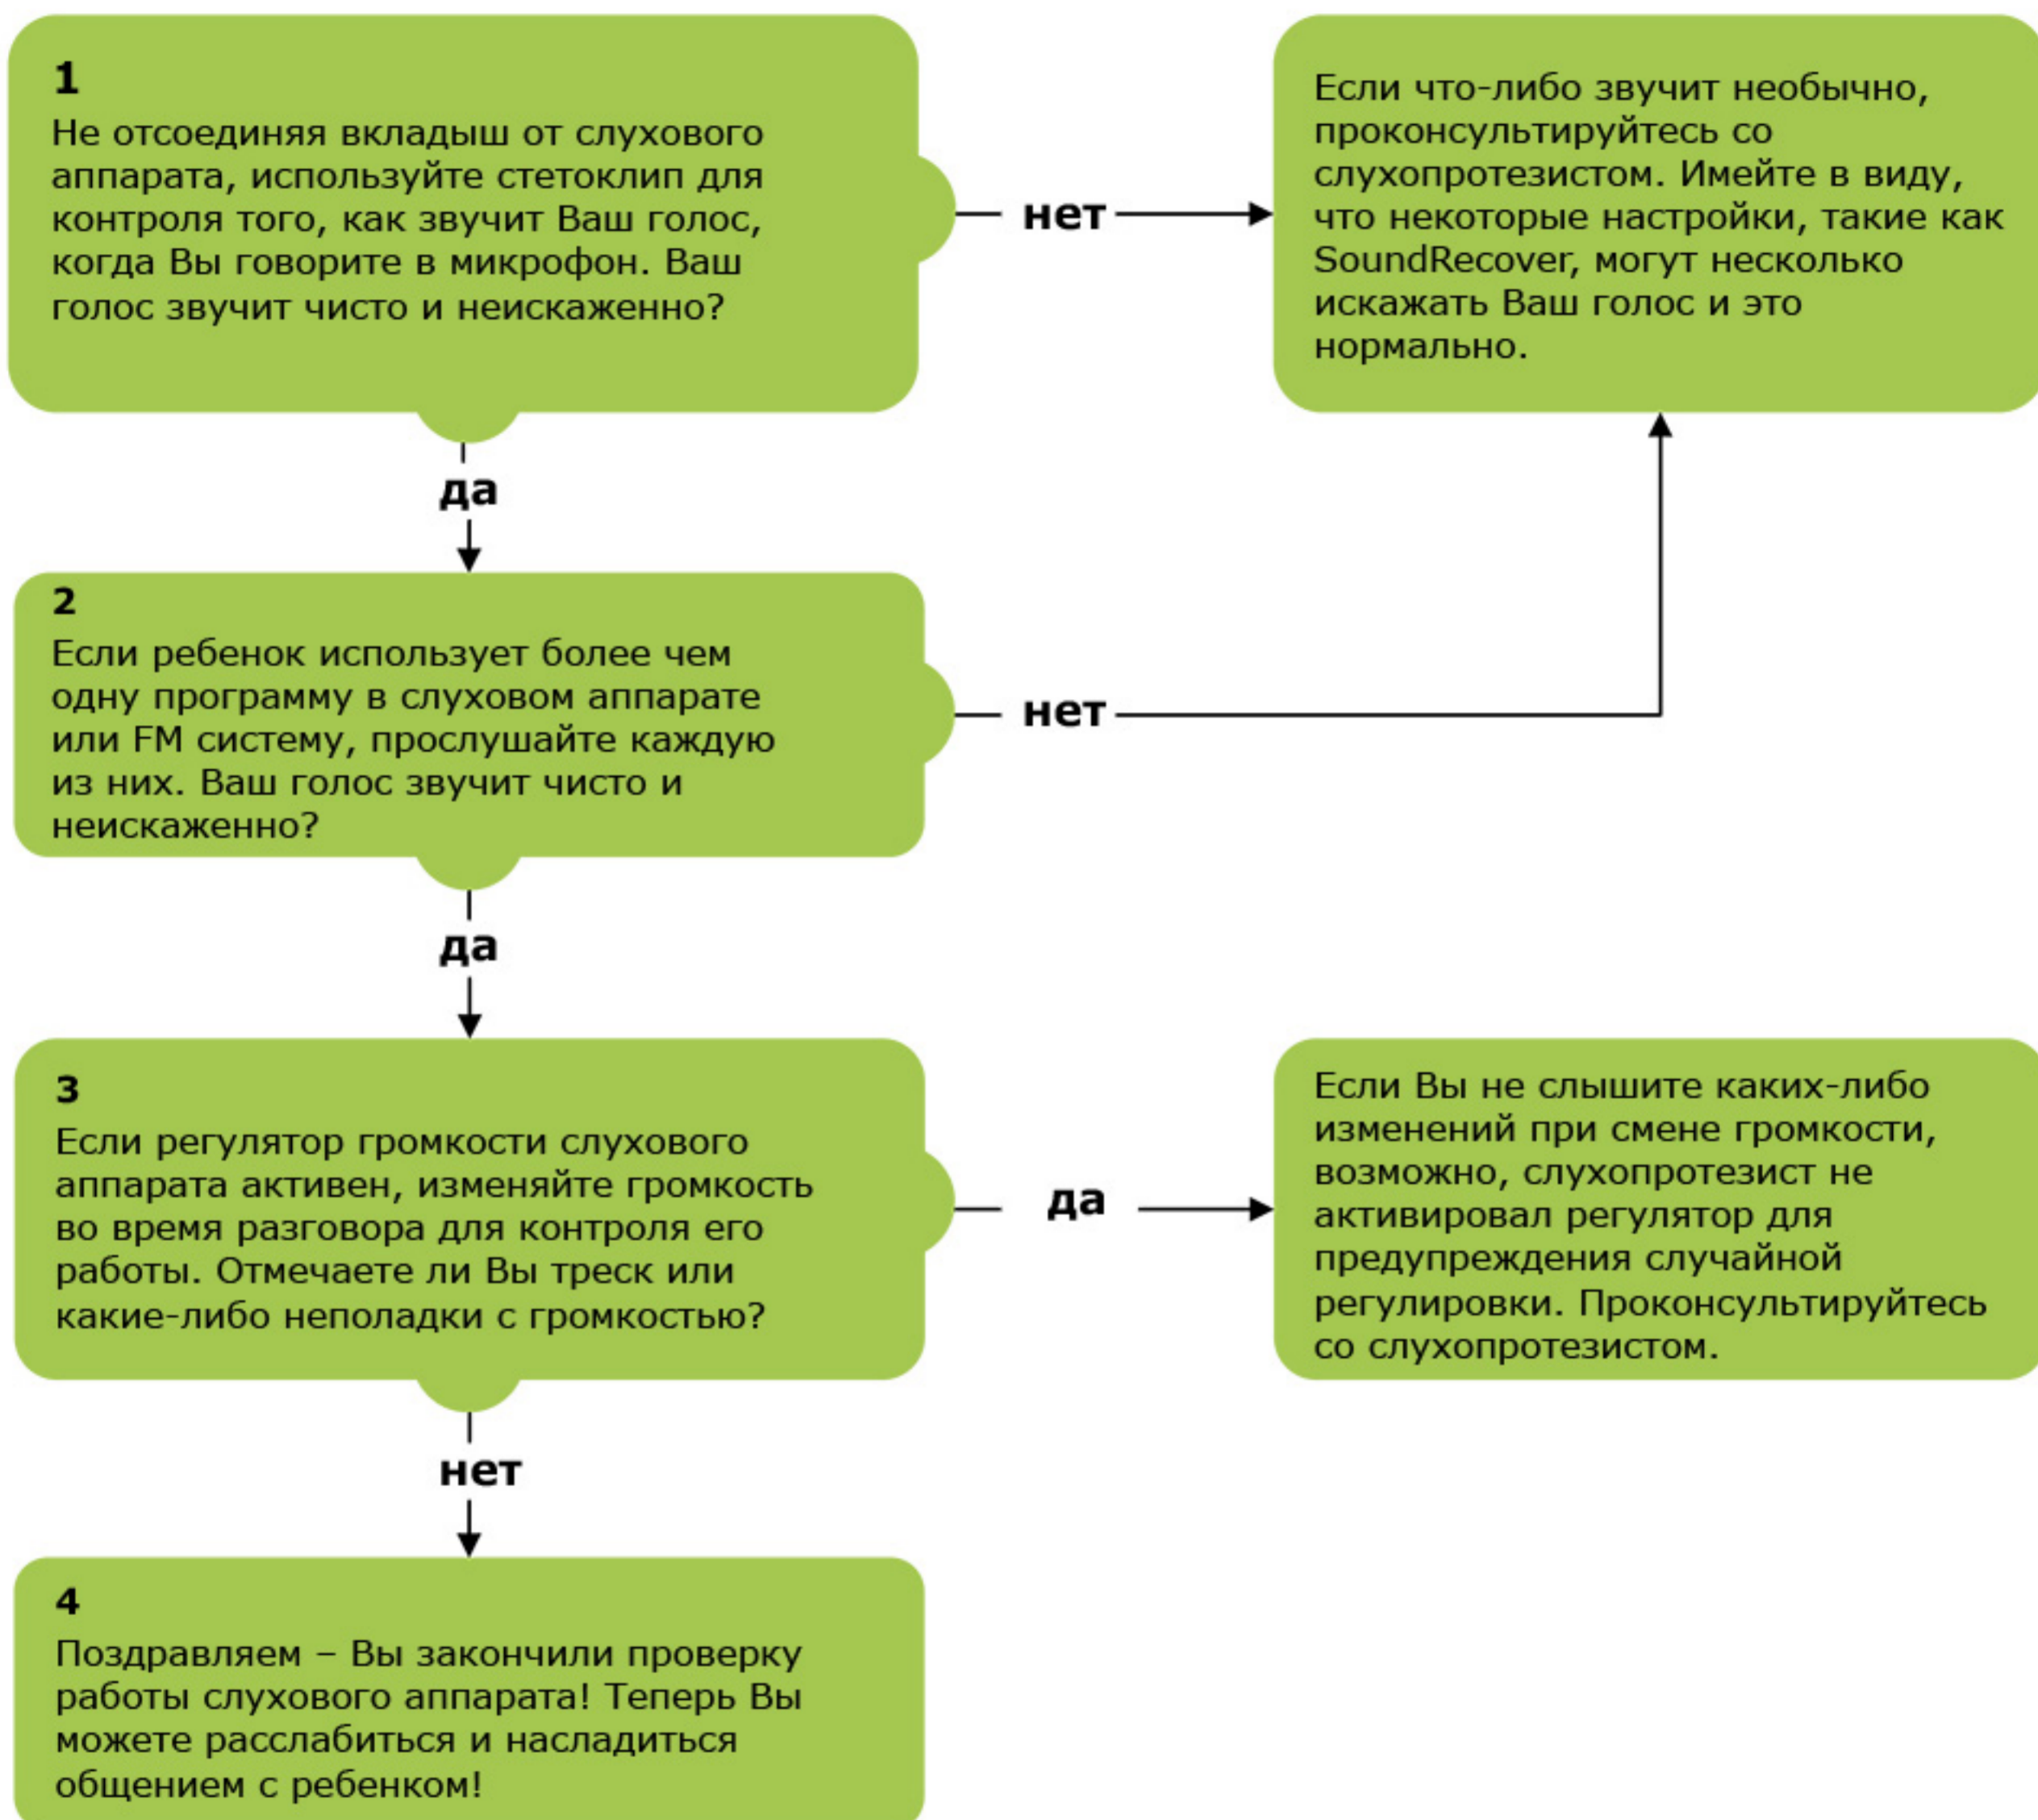 1
Не отсоединяя вкладыш от слухового
аппарата, используйте стетоклип для
контроля того, как звучит Ваш голос,
когда Вы говорите в микрофон. Ваш
голос звучит чисто и неискаженно?
нет
Если что-либо звучит необычно,
проконсультируйтесь со
слухопротезистом. Имейте в виду,
что некоторые настройки, такие как
SoundRecover, могут несколько
искажать Ваш голос и это
нормально.
да
2
Если ребенок использует более чем
одну программу в слуховом аппарате
или FM систему, прослушайте каждую
из них. Ваш голос звучит чисто и
неискаженно?
нет
да
3
Если регулятор громкости слухового
аппарата активен, изменяйте громкость
во время разговора для контроля его
работы. Отмечаете ли Вы треск или
какие-либо неполадки с громкостью?
да
Если Вы не слышите каких-либо
изменений при смене громкости,
возможно, слухопротезист не
активировал регулятор для
предупреждения случайной
регулировки. Проконсультируйтесь
со слухопротезистом.
нет
4
Поздравляем – Вы закончили проверку
работы слухового аппарата! Теперь Вы
можете расслабиться и насладиться
общением с ребенком!